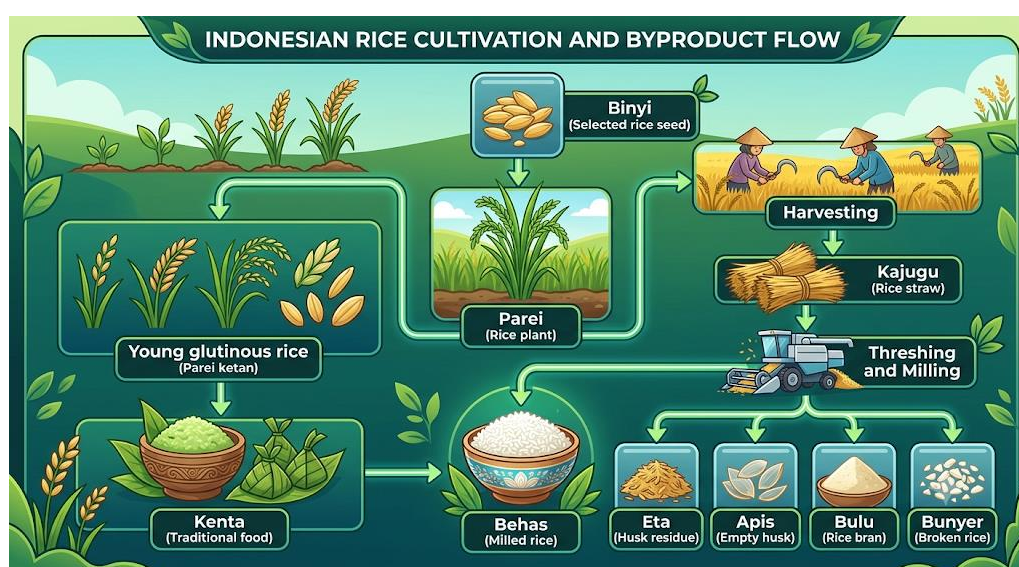 INDONESIAN RICE CULTIVATION AND BYPRODUCT FLOW
Binyi
(Selected rice seed)
Harvesting
Kajugu
(Rice straw)
Parei
(Rice plant)
Young glutinous rice
(Parei ketan)
Threshing
and Milling
Kenta
(Traditional food)
Behas
(Milled rice)
Eta
(Husk residue)
Apis
(Empty husk)
Bulu
(Rice bran)
Bunyer
(Broken rice)